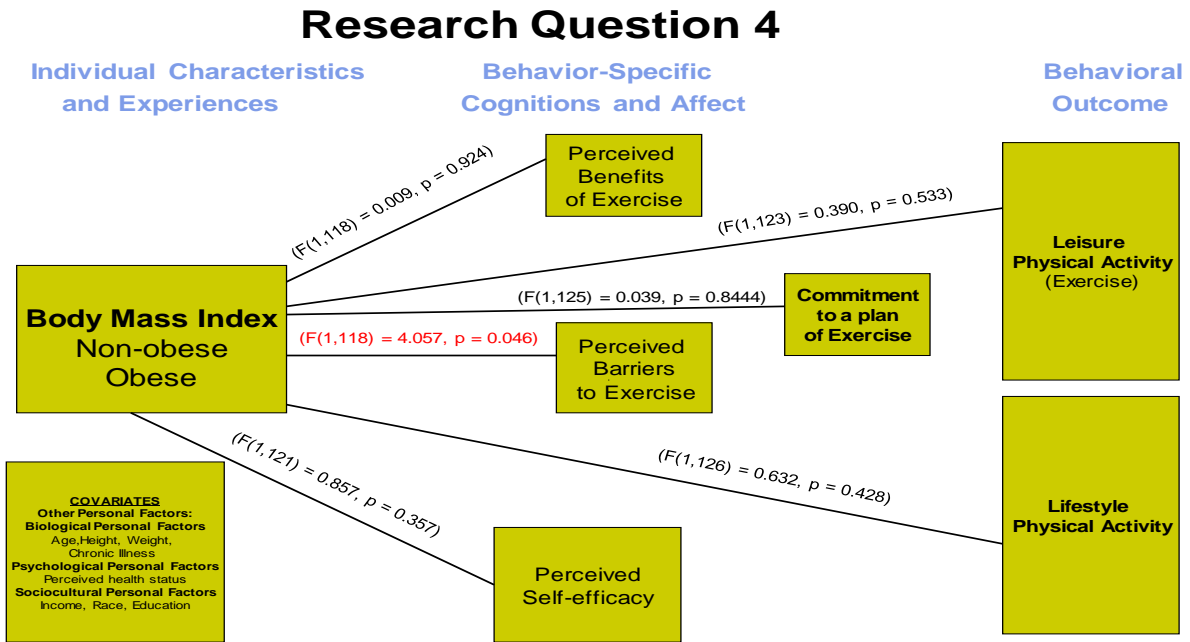 Research Question 4
Individual Characteristics
and Experiences
Behavior-Specific
Cognitions and Affect
Behavioral
Outcome
Perceived
Benefits
of Exercise
(F(1,118) = 0.009, p = 0.924)
(F(1,123) = 0.390, p = 0.533)
Leisure
Physical Activity
(Exercise)
Body Mass Index
Non-obese
Obese
(F(1,125) = 0.039, p = 0.8444)
Commitment
to a plan
of Exercise
(F(1,118) = 4.057, p = 0.046)
Perceived
Barriers
to Exercise
(F(1,121) = 0.857, p = 0.357)
(F(1,126) = 0.632, p = 0.428)
Lifestyle
Physical Activity
COVARIATES
Other Personal Factors:
Biological Personal Factors
Age,Height, Weight,
Chronic Illness
Psychological Personal Factors
Perceived health status
Sociocultural Personal Factors
Income, Race, Education
Perceived
Self-efficacy